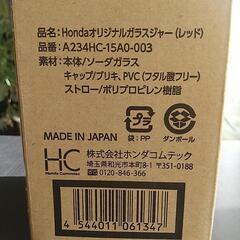 品名：Hondaオリジナルガラスジャー（レッド）
品番：A234HC-15A0-003
素材：本体/ソーダガラス
キャップ/ブリキ、PVC（フタル酸フリー）
ストロー/ポリプロピレン樹脂
MADE IN JAPAN
プラ
袋：PP
ダンボール
HC
Honda Commtec
株式会社ホンダコムテック
埼玉県和光市本町8-1
〒351-0188
0120-846-366
4 544011 061347